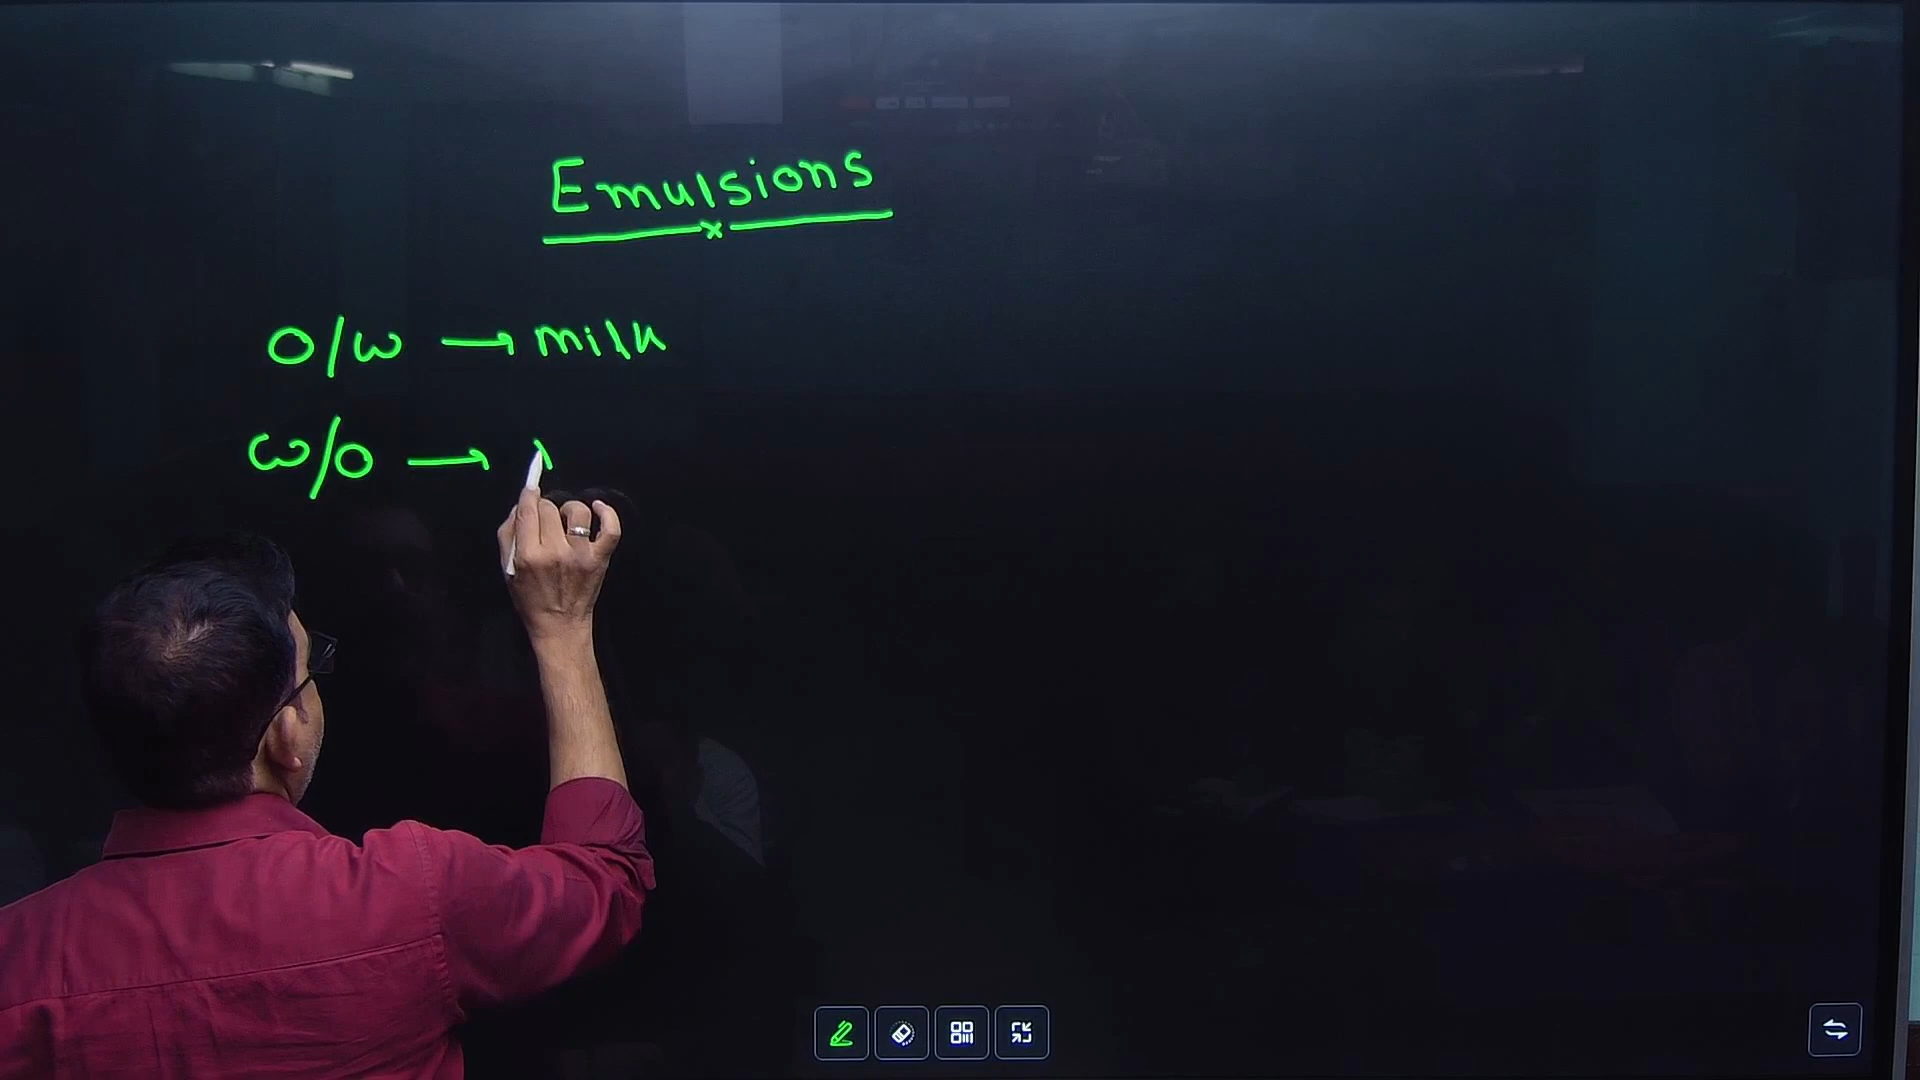 Emulsions
O/W → milk
W/O →